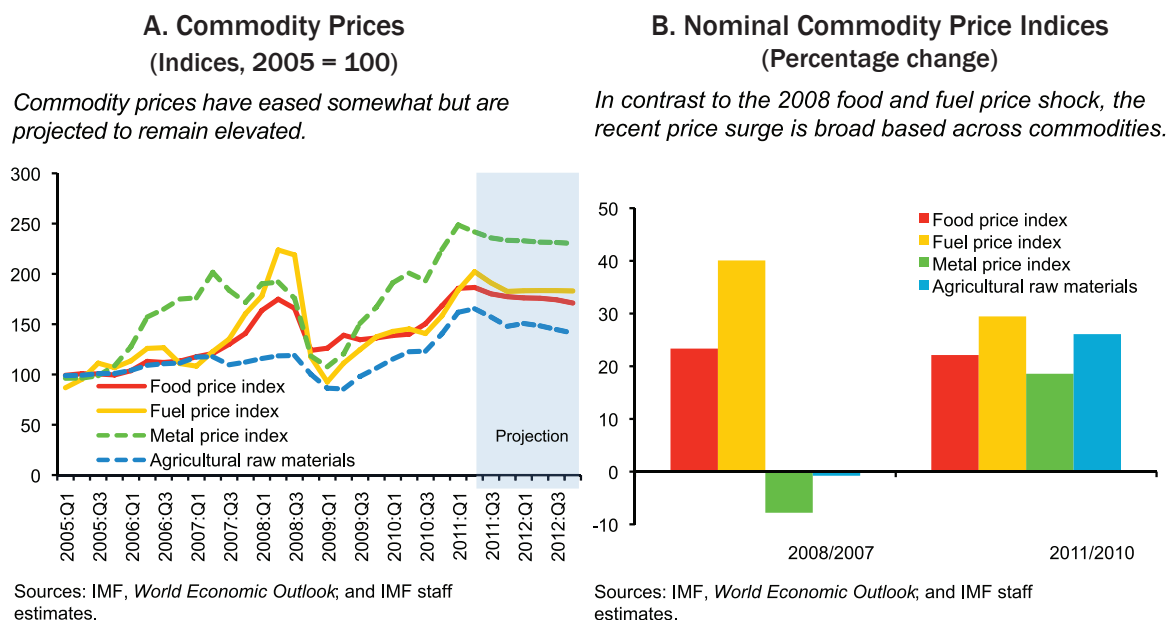 A. Commodity Prices
(Indices, 2005 = 100)
Commodity prices have eased somewhat but are
projected to remain elevated.
300
250
200
150
100
50
0
Food price index
Fuel price index
Metal price index
Agricultural raw materials
Projection
2005:Q1
2005:Q3
2006:Q1
2006:Q3
2007:Q1
2007:Q3
2008:Q1
2008:Q3
2009:Q1
2009:Q3
2010:Q1
2010:Q3
2011:Q1
2011:Q3
2012:Q1
2012:Q3
Sources: IMF, World Economic Outlook; and IMF staff
estimates.
B. Nominal Commodity Price Indices
(Percentage change)
In contrast to the 2008 food and fuel price shock, the
recent price surge is broad based across commodities.
50
40
30
20
10
0
-10
Food price index
Fuel price index
Metal price index
Agricultural raw materials
2008/2007
2011/2010
Sources: IMF, World Economic Outlook; and IMF staff
estimates.